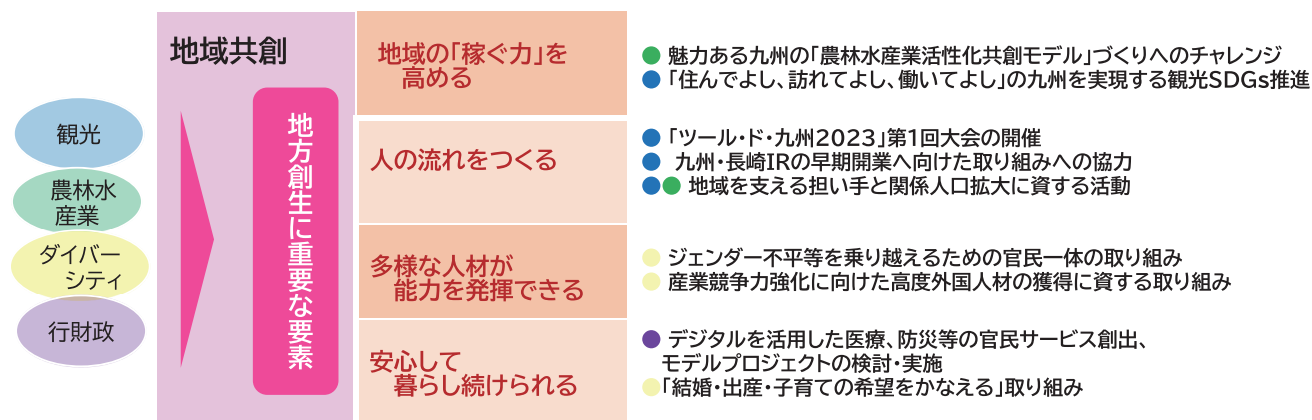 観光
農林水
産業
ダイバー
シティ
行財政
地域共創
地方創生に重要な要素
地域の「稼ぐ力」を
高める
魅力ある九州の「農林水産業活性化共創モデル」づくりへのチャレンジ
「住んでよし、訪れてよし、働いてよし」の九州を実現する観光SDGs推進
人の流れをつくる
「ツール・ド・九州2023」第1回大会の開催
九州・長崎IRの早期開業へ向けた取り組みへの協力
地域を支える担い手と関係人口拡大に資する活動
多様な人材が
能力を発揮できる
ジェンダー不平等を乗り越えるための官民一体の取り組み
産業競争力強化に向けた高度外国人材の獲得に資する取り組み
安心して
暮らし続けられる
デジタルを活用した医療、防災等の官民サービス創出、
モデルプロジェクトの検討・実施
「結婚・出産・子育ての希望をかなえる」取り組み